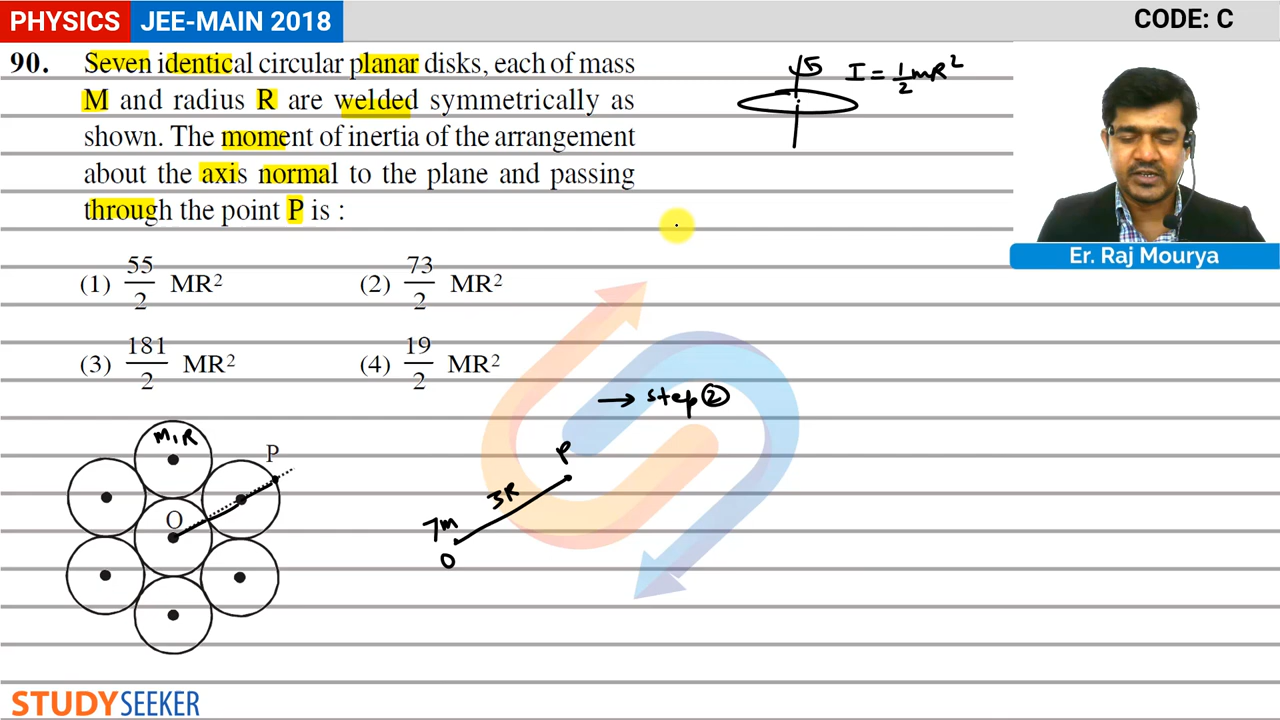 PHYSICS JEE-MAIN 2018
CODE: C
90. Seven identical circular planar disks, each of mass
M and radius R are welded symmetrically as
shown. The moment of inertia of the arrangement
about the axis normal to the plane and passing
through the point P is :
I = 1/2 mR²
Er. Raj Mourya
(1) 55/2 MR² (2) 73/2 MR²
(3) 181/2 MR² (4) 19/2 MR²
→ step ②
M, R
P
O
P
3R
7m
O
STUDY SEEKER